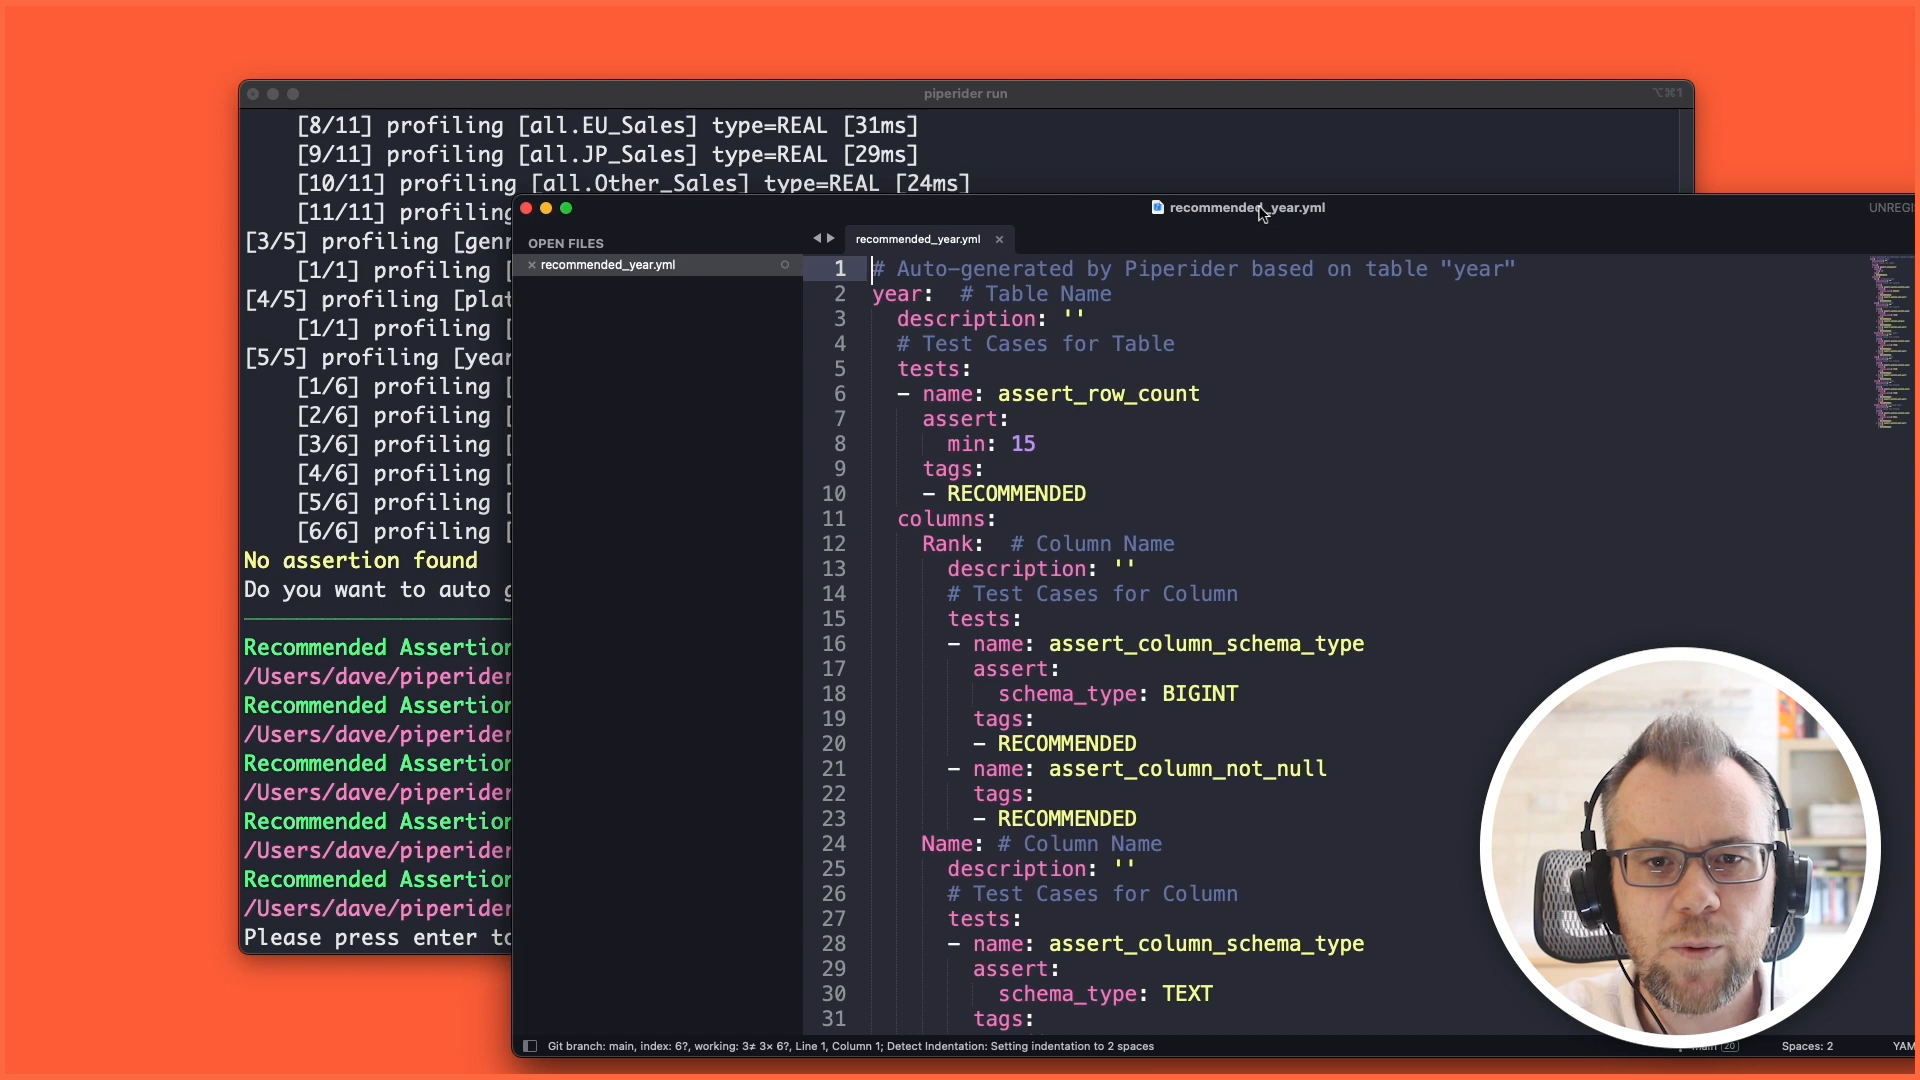 piperider run
⌥⌘1
[8/11] profiling [all.EU_Sales] type=REAL [31ms]
[9/11] profiling [all.JP_Sales] type=REAL [29ms]
[10/11] profiling [all.Other_Sales] type=REAL [24ms]
[11/11] profiling
[3/5] profiling [genr
[1/1] profiling [
[4/5] profiling [plat
[1/1] profiling [
[5/5] profiling [year
[1/6] profiling [
[2/6] profiling [
[3/6] profiling [
[4/6] profiling [
[5/6] profiling [
[6/6] profiling [
No assertion found
Do you want to auto g
Recommended Assertion
/Users/dave/piperider
Recommended Assertion
/Users/dave/piperider
Recommended Assertion
/Users/dave/piperider
Recommended Assertion
/Users/dave/piperider
Recommended Assertion
/Users/dave/piperider
Please press enter to
recommended_year.yml
UNREGI
OPEN FILES
recommended_year.yml
recommended_year.yml
1 # Auto-generated by Piperider based on table "year"
2 year: # Table Name
3 description: ''
4 # Test Cases for Table
5 tests:
6 - name: assert_row_count
7 assert:
8 min: 15
9 tags:
10 - RECOMMENDED
11 columns:
12 Rank: # Column Name
13 description: ''
14 # Test Cases for Column
15 tests:
16 - name: assert_column_schema_type
17 assert:
18 schema_type: BIGINT
19 tags:
20 - RECOMMENDED
21 - name: assert_column_not_null
22 tags:
23 - RECOMMENDED
24 Name: # Column Name
25 description: ''
26 # Test Cases for Column
27 tests:
28 - name: assert_column_schema_type
29 assert:
30 schema_type: TEXT
31 tags:
Git branch: main, index: 6?, working: 3≠ 3× 6?, Line 1, Column 1; Detect Indentation: Setting indentation to 2 spaces
main 20
Spaces: 2
YAM